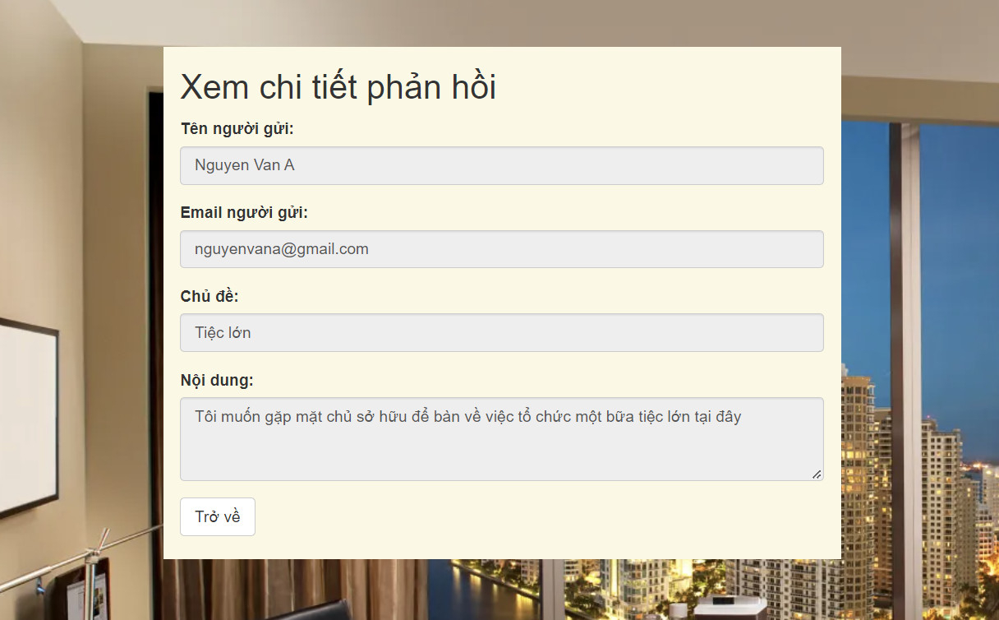 Xem chi tiết phản hồi
Tên người gửi:
Nguyen Van A
Email người gửi:
nguyenvana@gmail.com
Chủ đề:
Tiệc lớn
Nội dung:
Tôi muốn gặp mặt chủ sở hữu để bàn về việc tổ chức một bữa tiệc lớn tại đây
Trở về